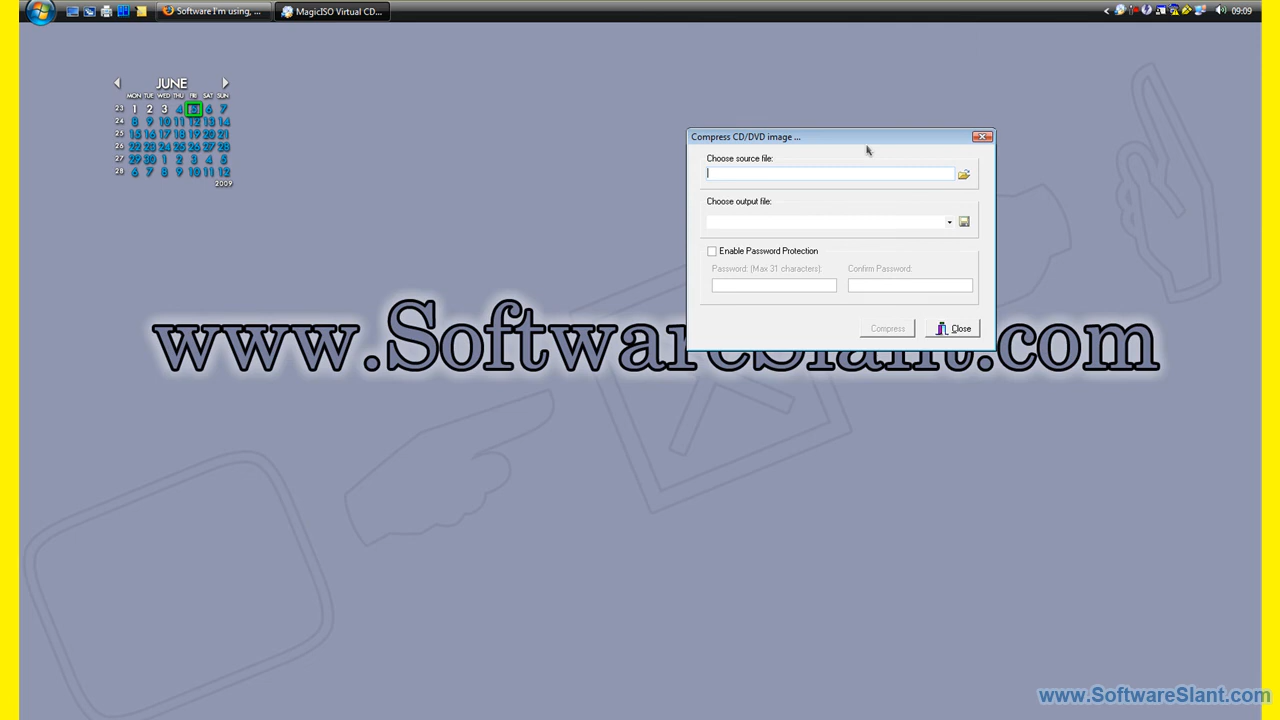 Software I'm using, ...
MagicISO Virtual CD...
09:09
JUNE
MON TUE WED THU FRI SAT SUN
23 1 2 3 4 5 6 7
24 8 9 10 11 12 13 14
25 15 16 17 18 19 20 21
26 22 23 24 25 26 27 28
27 29 30 1 2 3 4 5
28 6 7 8 9 10 11 12
2009
Compress CD/DVD image ...
Choose source file:
Choose output file:
Enable Password Protection
Password: (Max 31 characters):
Confirm Password:
Compress
Close
www.SoftwareSlant.com
www.SoftwareSlant.com